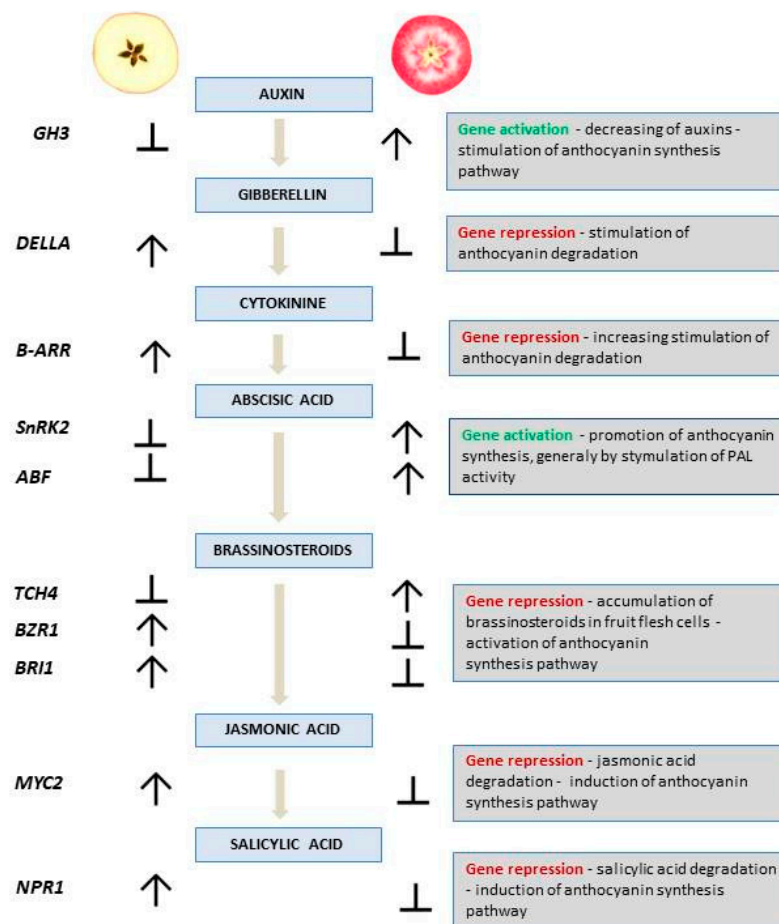 AUXIN
GH3
Gene activation - decreasing of auxins -
stimulation of anthocyanin synthesis
pathway
GIBBERELLIN
DELLA
Gene repression - stimulation of
anthocyanin degradation
CYTOKININE
B-ARR
Gene repression - increasing stimulation of
anthocyanin degradation
ABSCISIC ACID
SnRK2
ABF
Gene activation - promotion of anthocyanin
synthesis, generaly by stymulation of PAL
activity
BRASSINOSTEROIDS
TCH4
BZR1
BRI1
Gene repression - accumulation of
brassinosteroids in fruit flesh cells -
activation of anthocyanin
synthesis pathway
JASMONIC ACID
MYC2
Gene repression - jasmonic acid
degradation - induction of anthocyanin
synthesis pathway
SALICYLIC ACID
NPR1
Gene repression - salicylic acid degradation
- induction of anthocyanin synthesis
pathway